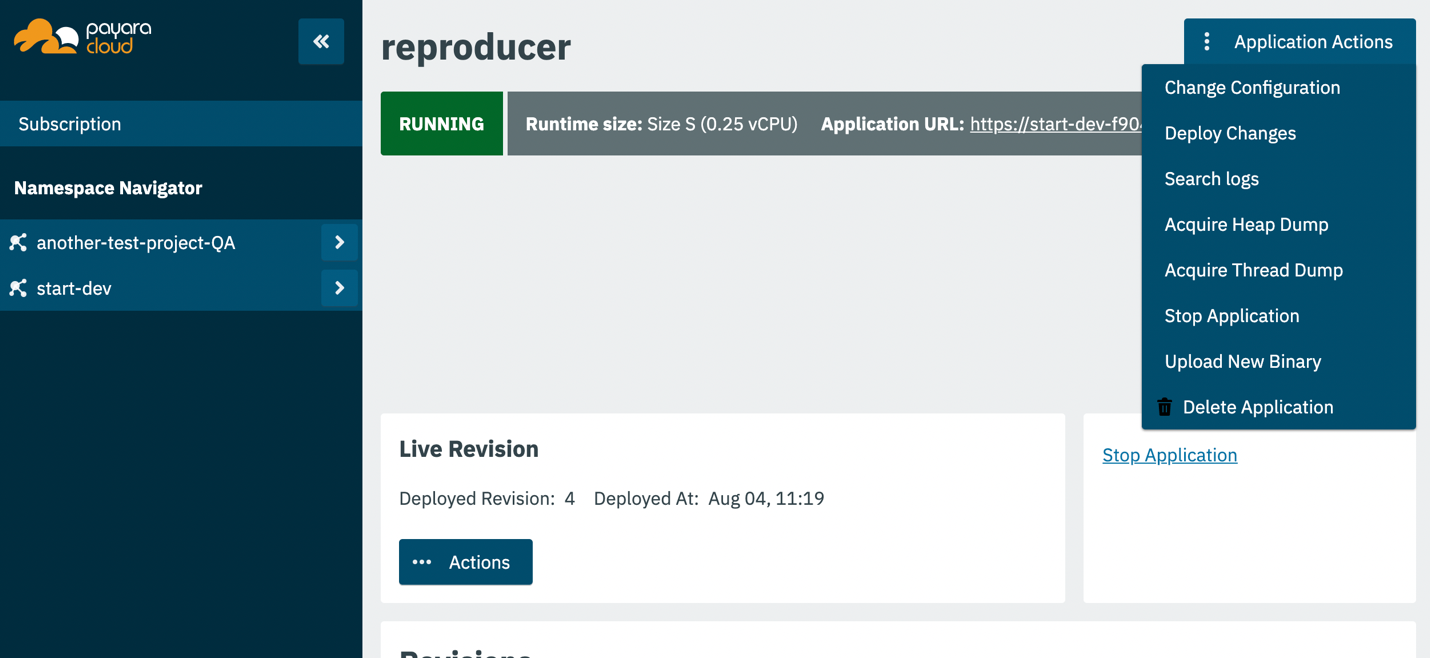 payara
cloud
Subscription
Namespace Navigator
another-test-project-QA
start-dev
reproducer
Application Actions
RUNNING Runtime size: Size S (0.25 vCPU) Application URL: https://start-dev-f90
Change Configuration
Deploy Changes
Search logs
Acquire Heap Dump
Acquire Thread Dump
Stop Application
Upload New Binary
Delete Application
Live Revision
Deployed Revision: 4 Deployed At: Aug 04, 11:19
Actions
Stop Application
Revisions